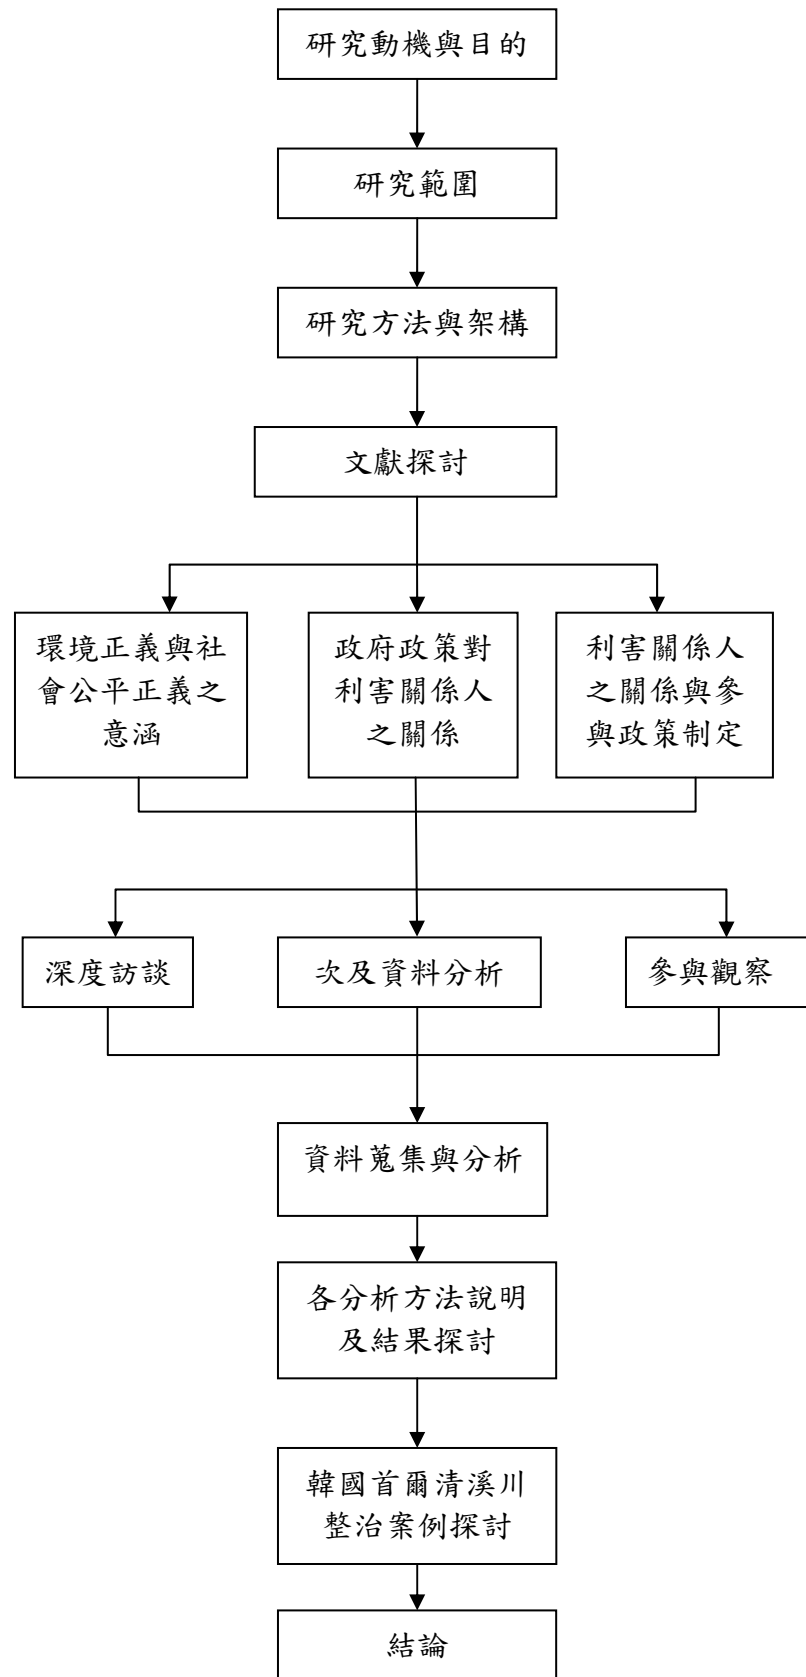 研究動機與目的
研究範圍
研究方法與架構
文獻探討
環境正義與社
會公平正義之
意涵
政府政策對
利害關係人
之關係
利害關係人
之關係與參
與政策制定
深度訪談
次及資料分析
參與觀察
資料蒐集與分析
各分析方法說明
及結果探討
韓國首爾清溪川
整治案例探討
結論